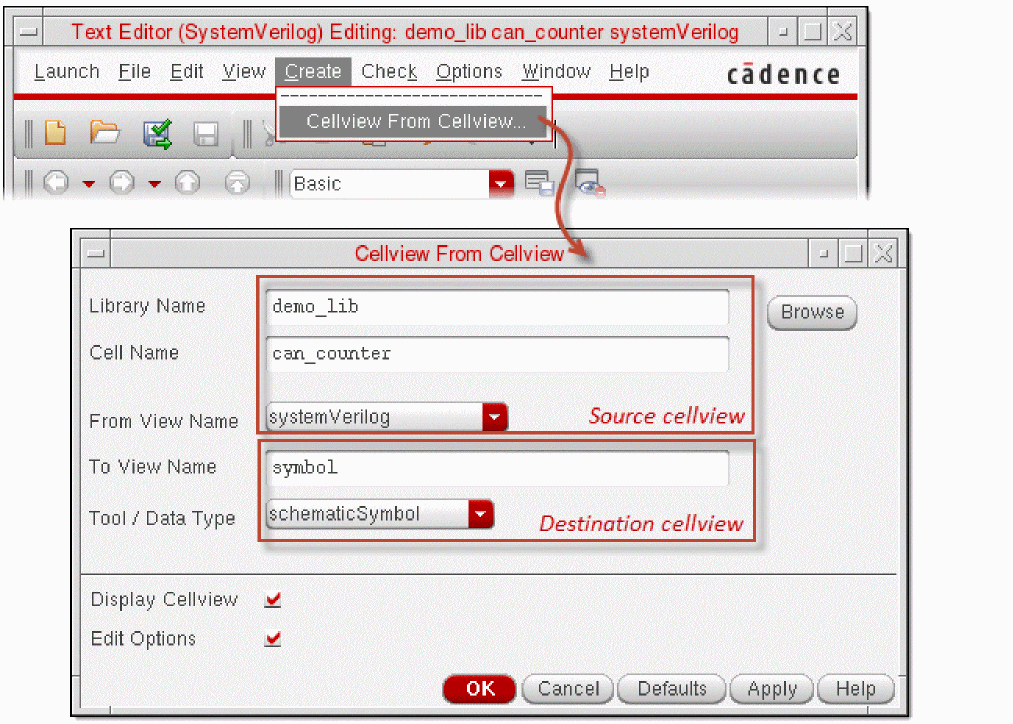 Text Editor (SystemVerilog) Editing: demo_lib can_counter systemVerilog
Launch File Edit View Create Check Options Window Help cādence
Cellview From Cellview...
Basic
Cellview From Cellview
Library Name demo_lib Browse
Cell Name can_counter
From View Name systemVerilog Source cellview
To View Name symbol
Tool / Data Type schematicSymbol Destination cellview
Display Cellview
Edit Options
OK Cancel Defaults Apply Help